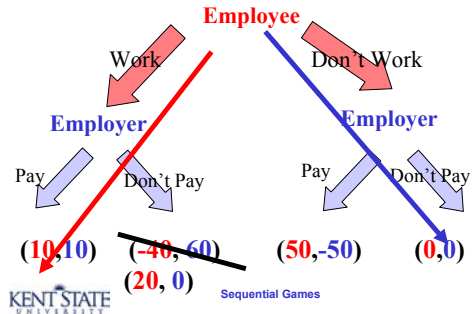 Employee
Work
Don't Work
Employer
Employer
Pay
Don't Pay
Pay
Don't Pay
(10,10)
(-40, 60)
(50,-50)
(0,0)
(20, 0)
KENT STATE
UNIVERSITY
Sequential Games